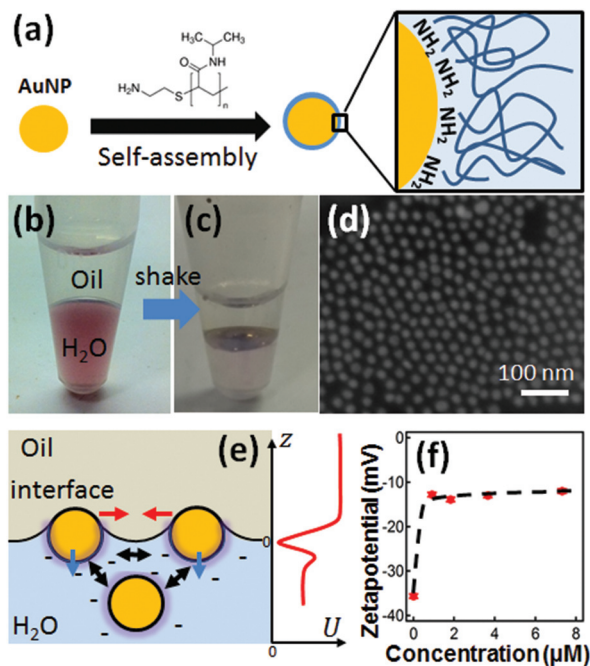 (a)
H₃C CH₃
O NH
AuNP
H₂N S n
Self-assembly
NH₂
NH₂
NH₂
NH₂
(b)
(c)
(d)
Oil
shake
H₂O
100 nm
Oil
(e)
z
interface
0
H₂O
0
U
(f)
Zetapotential (mV)
0
-10
-20
-30
-40
0 2 4 6 8
Concentration (µM)